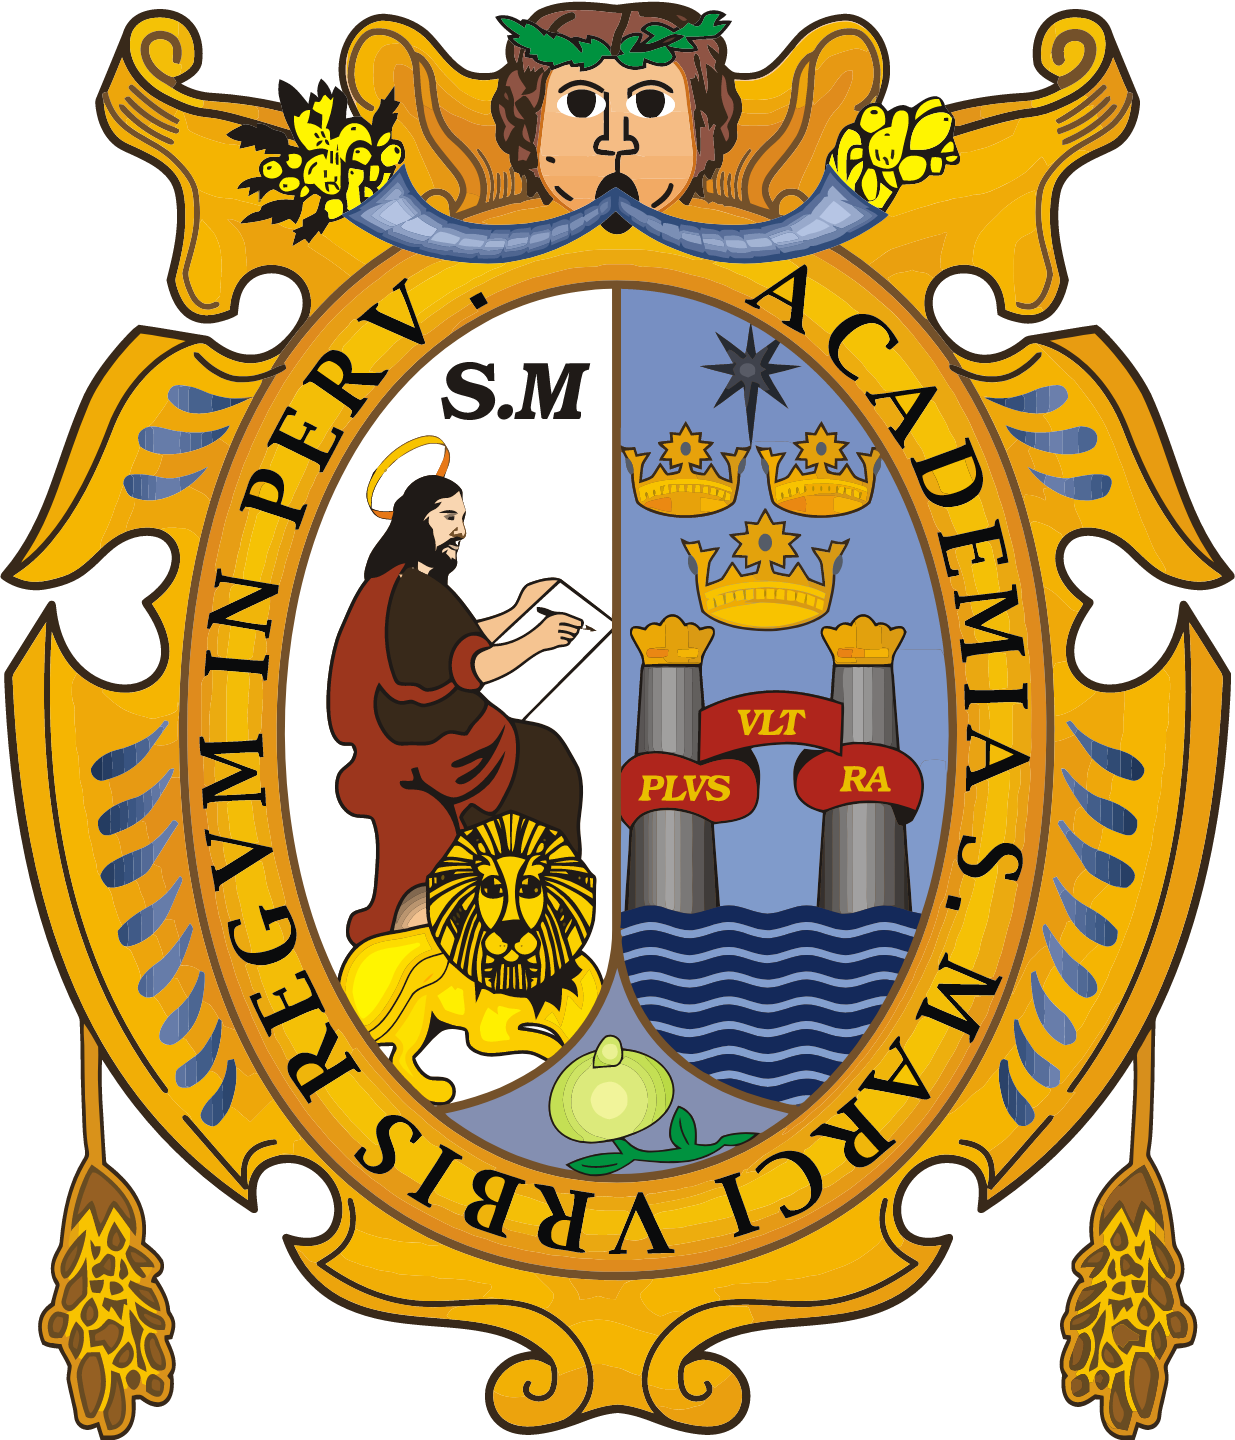 ACADEMIA S. MARCI VRBIS REGVM IN PERV .
S.M
VLT
PLVS
RA